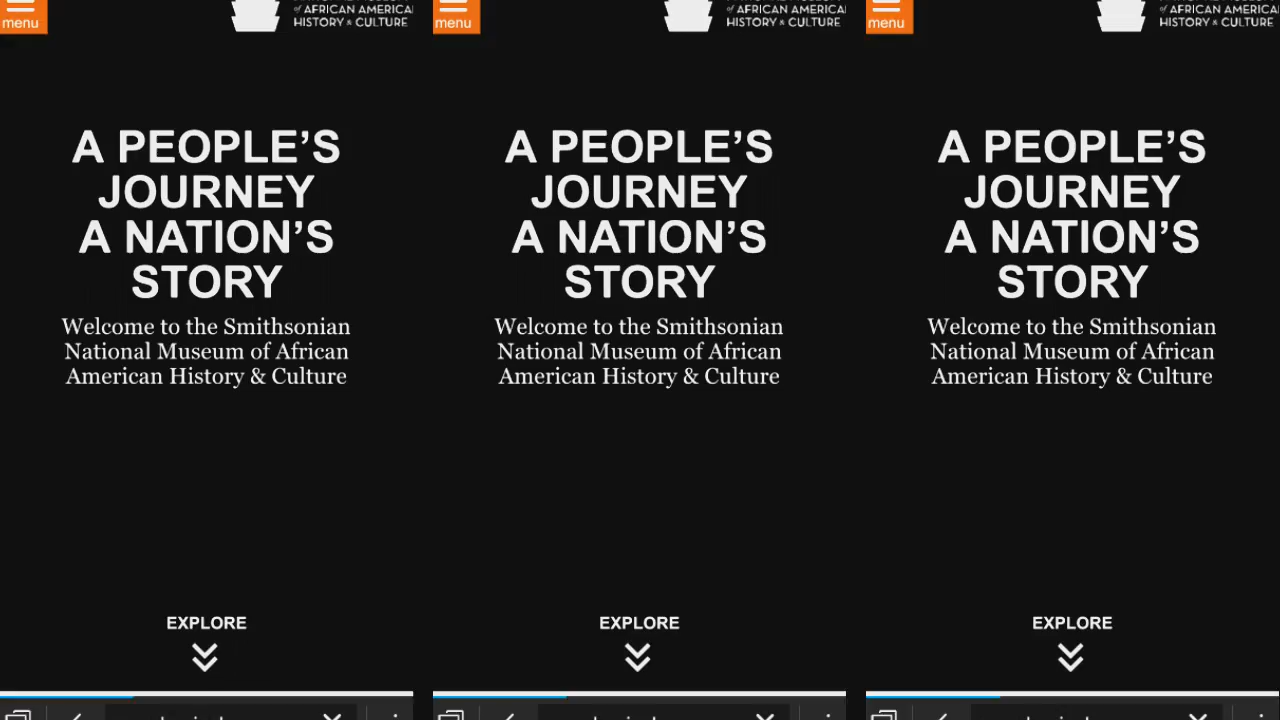 menu
of AFRICAN AMERICAN
HISTORY & CULTURE
A PEOPLE'S
JOURNEY
A NATION'S
STORY
Welcome to the Smithsonian
National Museum of African
American History & Culture
EXPLORE
menu
of AFRICAN AMERICAN
HISTORY & CULTURE
A PEOPLE'S
JOURNEY
A NATION'S
STORY
Welcome to the Smithsonian
National Museum of African
American History & Culture
EXPLORE
menu
of AFRICAN AMERICAN
HISTORY & CULTURE
A PEOPLE'S
JOURNEY
A NATION'S
STORY
Welcome to the Smithsonian
National Museum of African
American History & Culture
EXPLORE